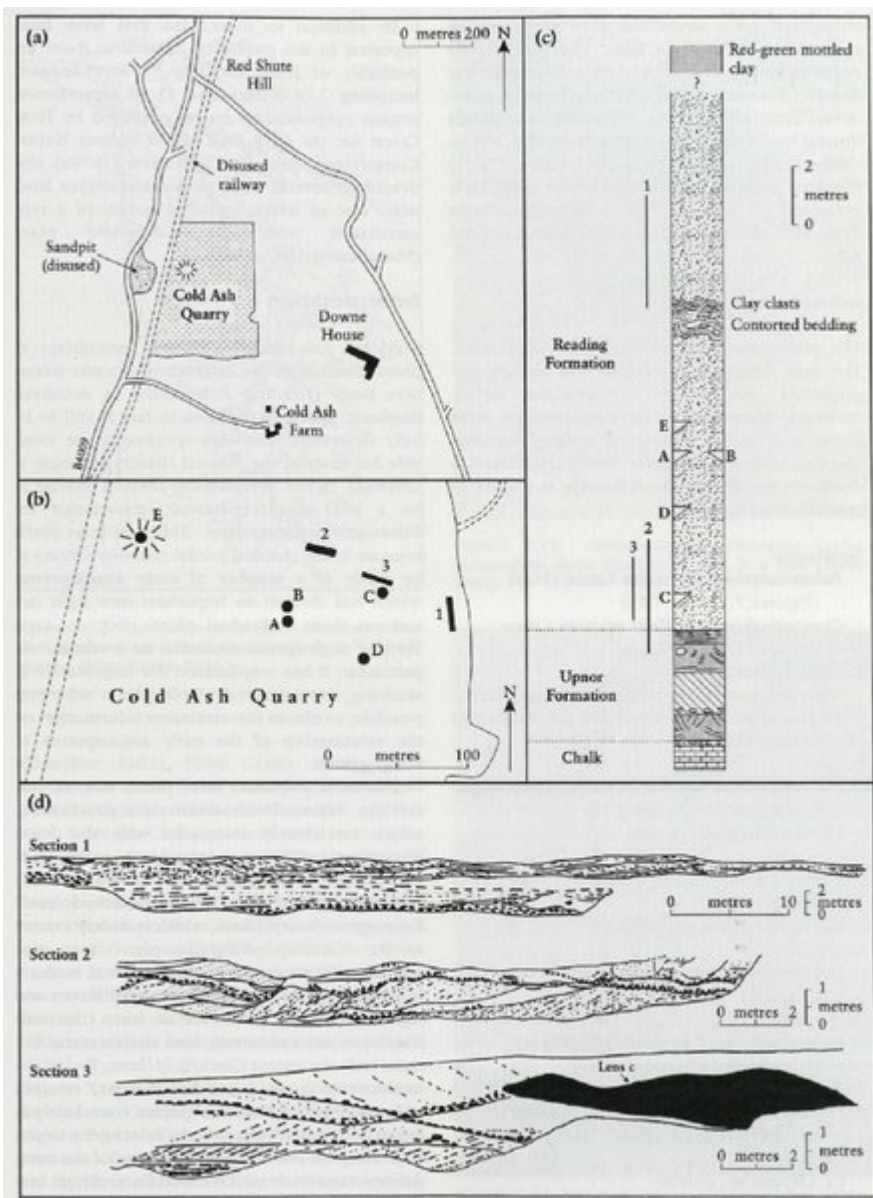 (a)
0 metres 200
N
Red Shute
Hill
Disused
railway
Sandpit
(disused)
Cold Ash
Quarry
Downe
House
Cold Ash
Farm
B4009
(b)
E
2
3
B
C
A
1
D
Cold Ash Quarry
N
0 metres 100
(c)
Red-green mottled
clay
?
2
metres
0
1
Clay clasts
Contorted bedding
Reading
Formation
E
A B
D
2
3
C
Upnor
Formation
Chalk
(d)
Section 1
0 metres 10
2
metres
0
Section 2
0 metres 2
1
metres
0
Section 3
Lens c
0 metres 2
1
metres
0